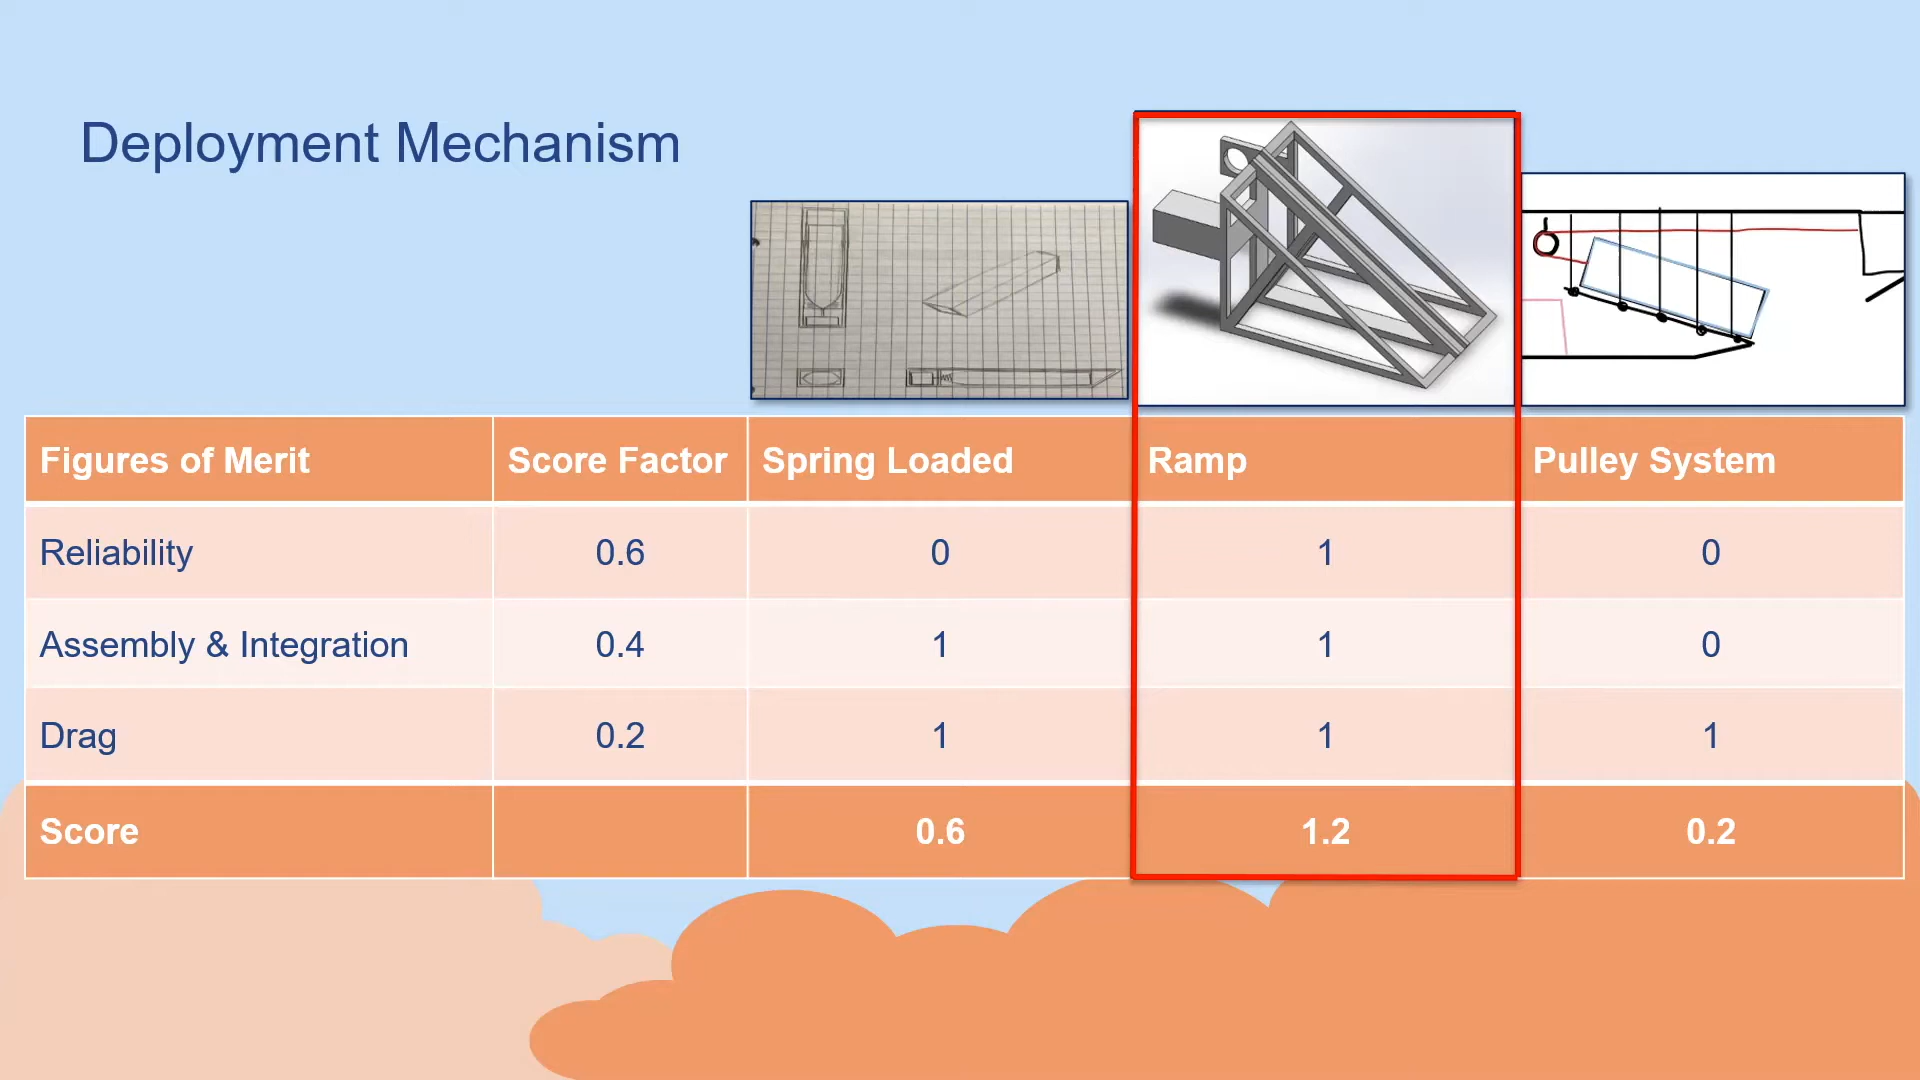 Deployment Mechanism
Figures of Merit Score Factor Spring Loaded Ramp Pulley System
Reliability 0.6 0 1 0
Assembly & Integration 0.4 1 1 0
Drag 0.2 1 1 1
Score 0.6 1.2 0.2